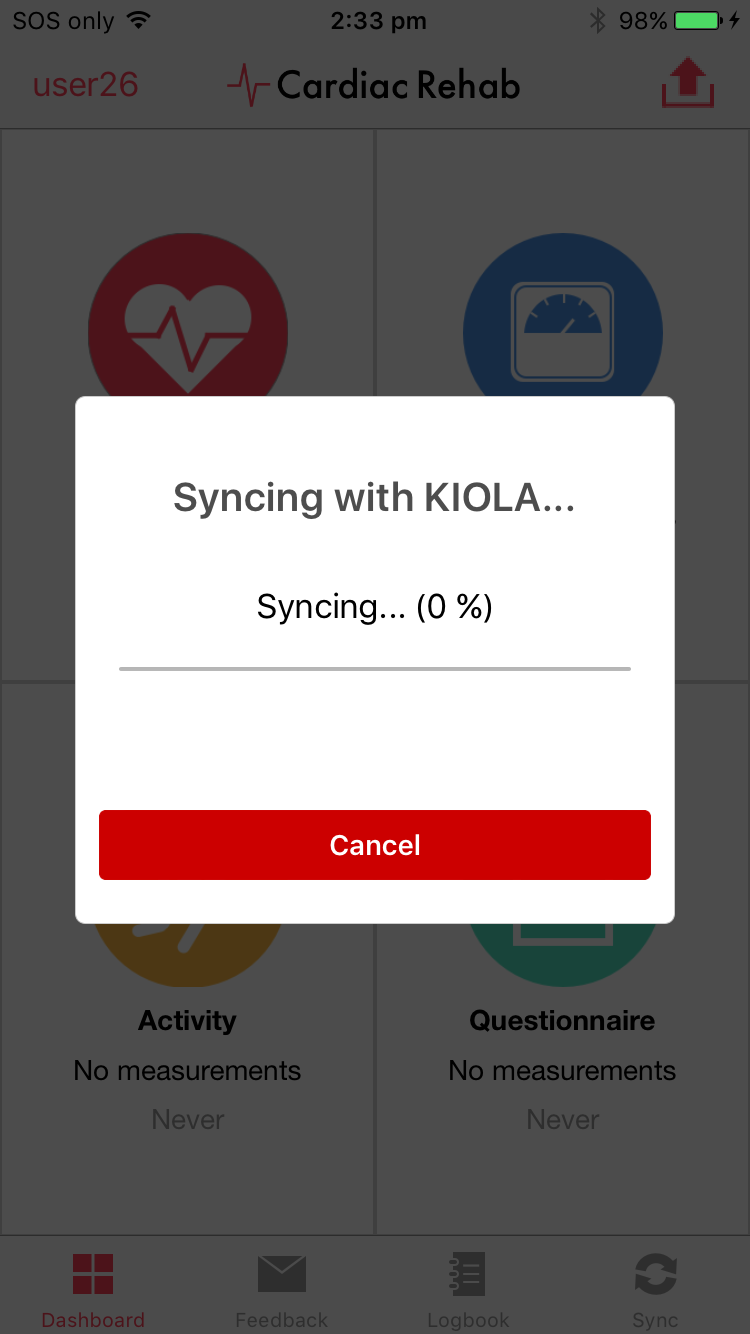 SOS only 2:33 pm 98%
user26 Cardiac Rehab
Syncing with KIOLA...
Syncing... (0 %)
Cancel
Activity Questionnaire
No measurements No measurements
Never Never
Dashboard Feedback Logbook Sync